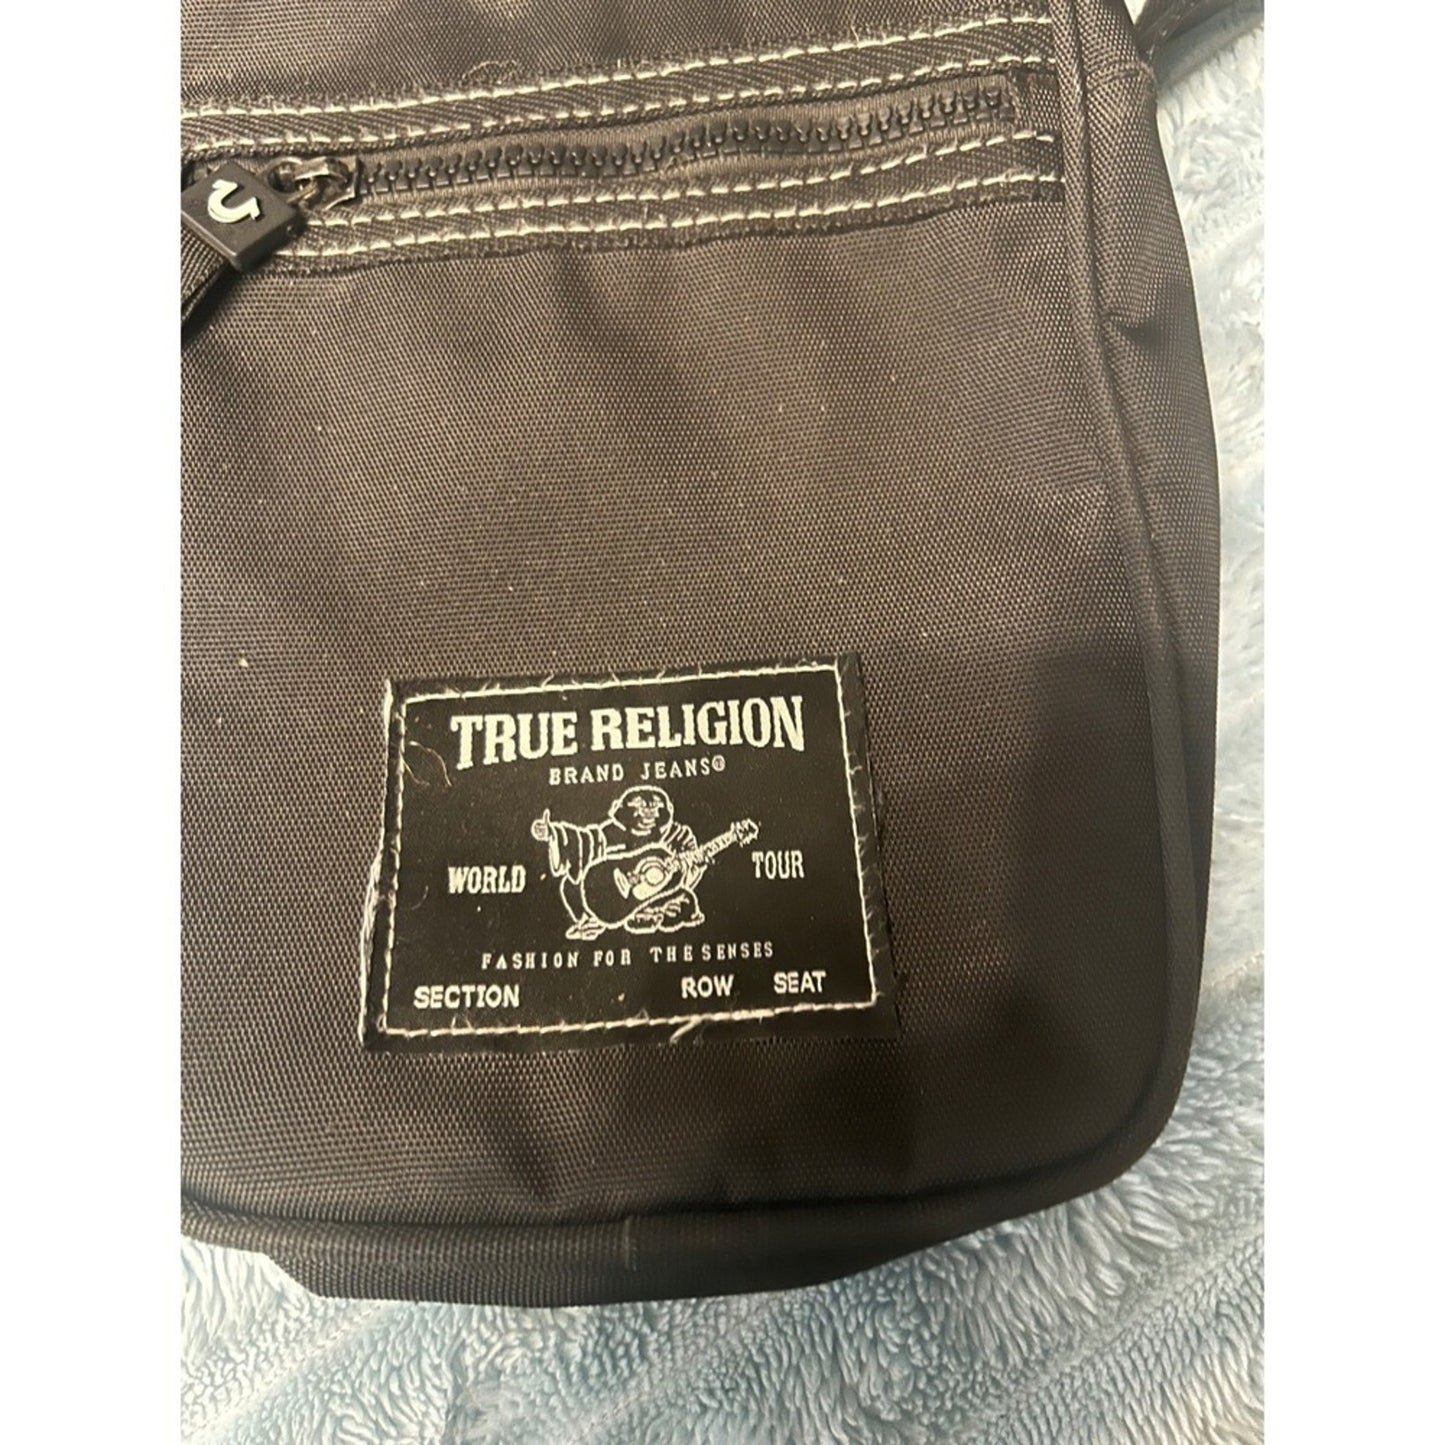 TRUE RELIGION
BRAND JEANS®
WORLD TOUR
FASHION FOR THE SENSES
SECTION ROW SEAT